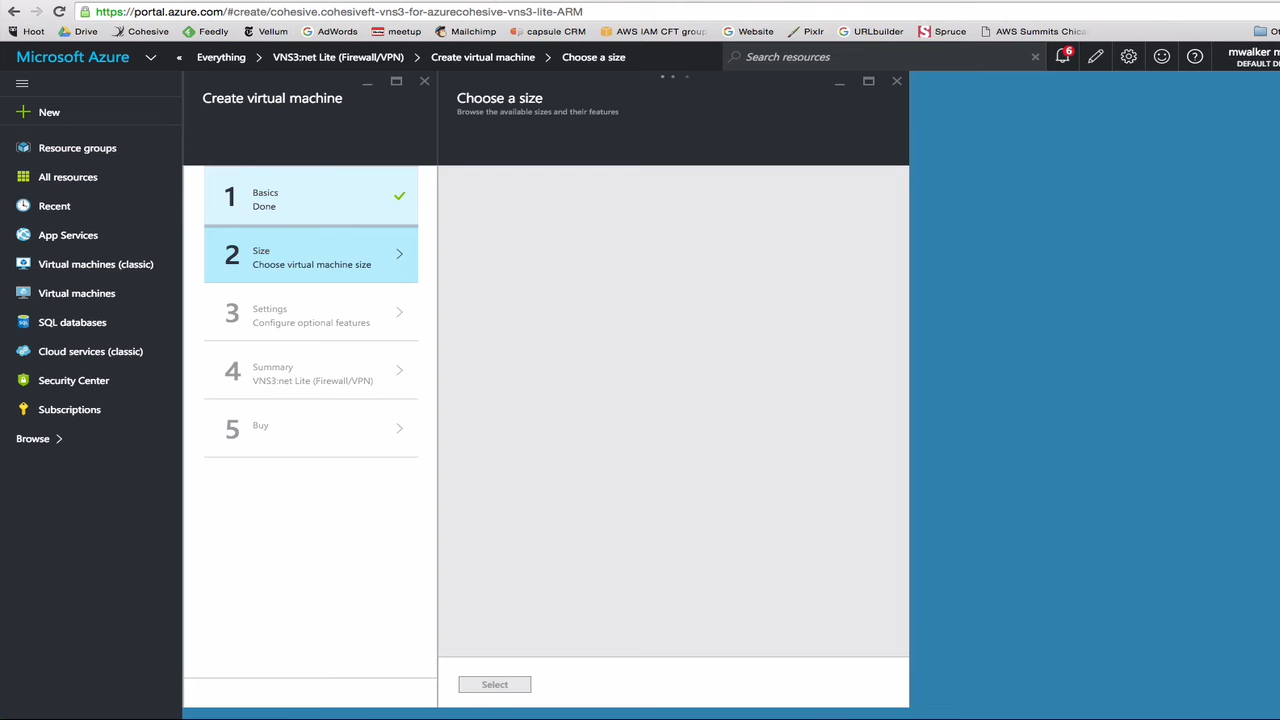 https://portal.azure.com/#create/cohesive.cohesiveft-vns3-for-azurecohesive-vns3-lite-ARM
Hoot Drive Cohesive Feedly Vellum AdWords meetup Mailchimp capsule CRM AWS IAM CFT group Website Pixlr URLbuilder Spruce AWS Summits Chica
Microsoft Azure « Everything VNS3:net Lite (Firewall/VPN) Create virtual machine Choose a size Search resources 6 mwalker
DEFAULT
New
Resource groups
All resources
Recent
App Services
Virtual machines (classic)
Virtual machines
SQL databases
Cloud services (classic)
Security Center
Subscriptions
Browse
Create virtual machine
1 Basics
Done
2 Size
Choose virtual machine size
3 Settings
Configure optional features
4 Summary
VNS3:net Lite (Firewall/VPN)
5 Buy
Choose a size
Browse the available sizes and their features
Select